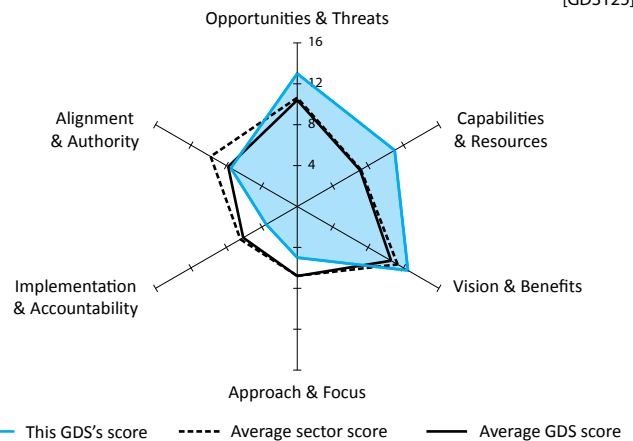 [GDS125]
Opportunities & Threats
16
12
8
4
Alignment
& Authority
Capabilities
& Resources
Implementation
& Accountability
Vision & Benefits
Approach & Focus
This GDS's score
Average sector score
Average GDS score